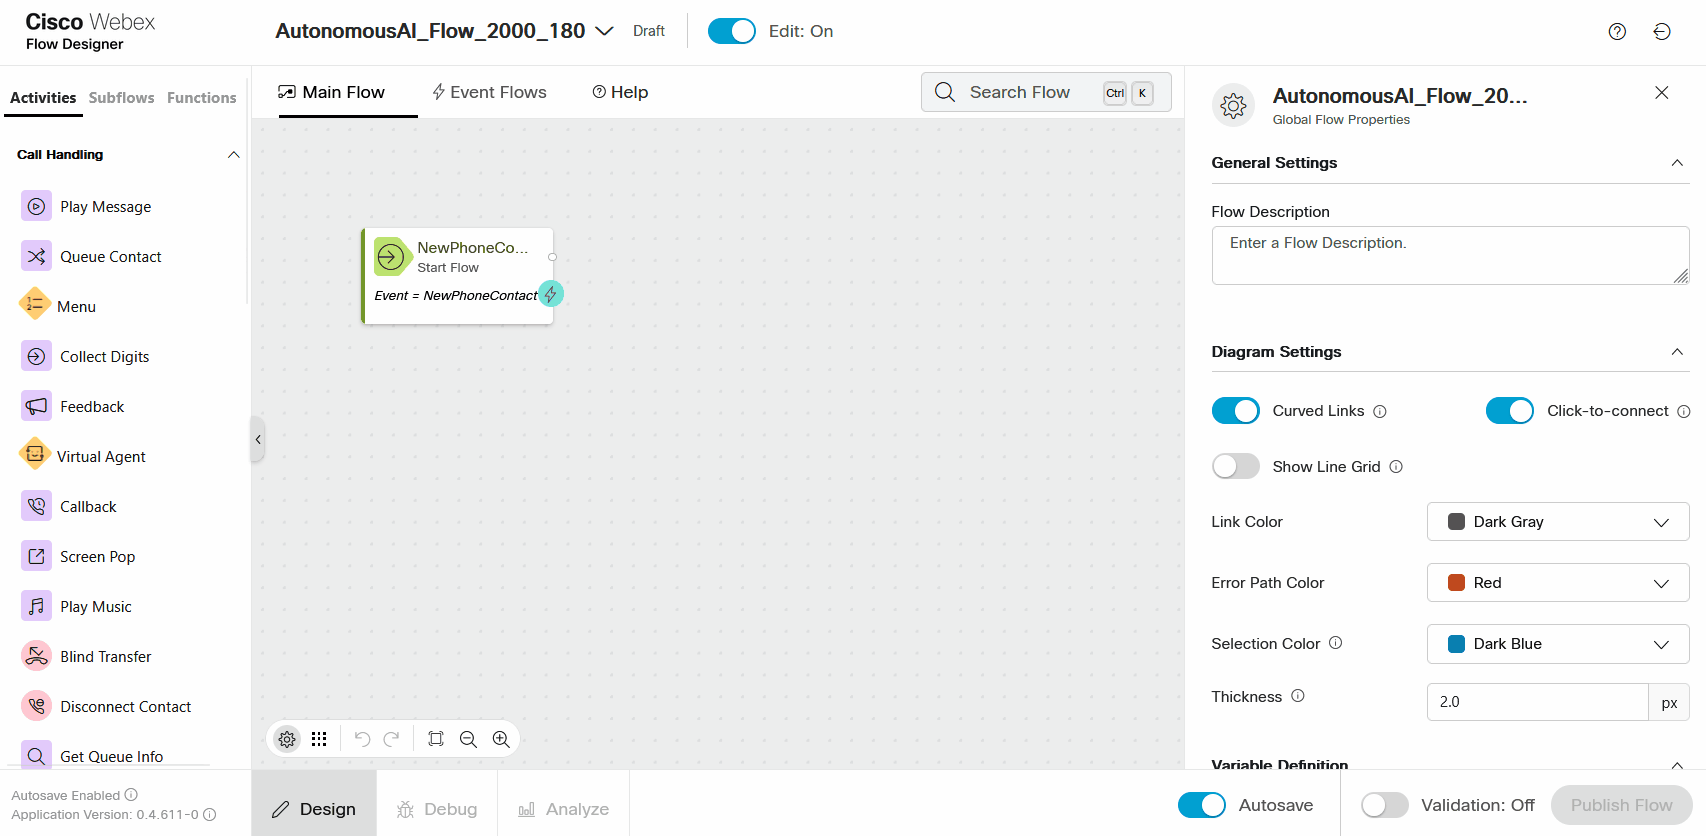 Cisco Webex
Flow Designer
AutonomousAI_Flow_2000_180
Draft
Edit: On
Activities
Subflows
Functions
Call Handling
Play Message
Queue Contact
Menu
Collect Digits
Feedback
Virtual Agent
Callback
Screen Pop
Play Music
Blind Transfer
Disconnect Contact
Get Queue Info
Autosave Enabled
Application Version: 0.4.611-0
Main Flow
Event Flows
Help
Search Flow
Ctrl
K
NewPhoneCo...
Start Flow
Event = NewPhoneContact
AutonomousAI_Flow_20...
Global Flow Properties
General Settings
Flow Description
Enter a Flow Description.
Diagram Settings
Curved Links
Click-to-connect
Show Line Grid
Link Color
Dark Gray
Error Path Color
Red
Selection Color
Dark Blue
Thickness
2.0
px
Variable Definition
Design
Debug
Analyze
Autosave
Validation: Off
Publish Flow